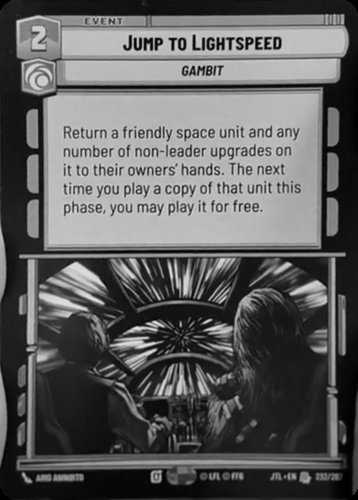 EVENT
2
JUMP TO LIGHTSPEED
GAMBIT
Return a friendly space unit and any
number of non-leader upgrades on
it to their owners' hands. The next
time you play a copy of that unit this
phase, you may play it for free.
ARIO ANINDITO
© LFL © FFG
JTL • EN